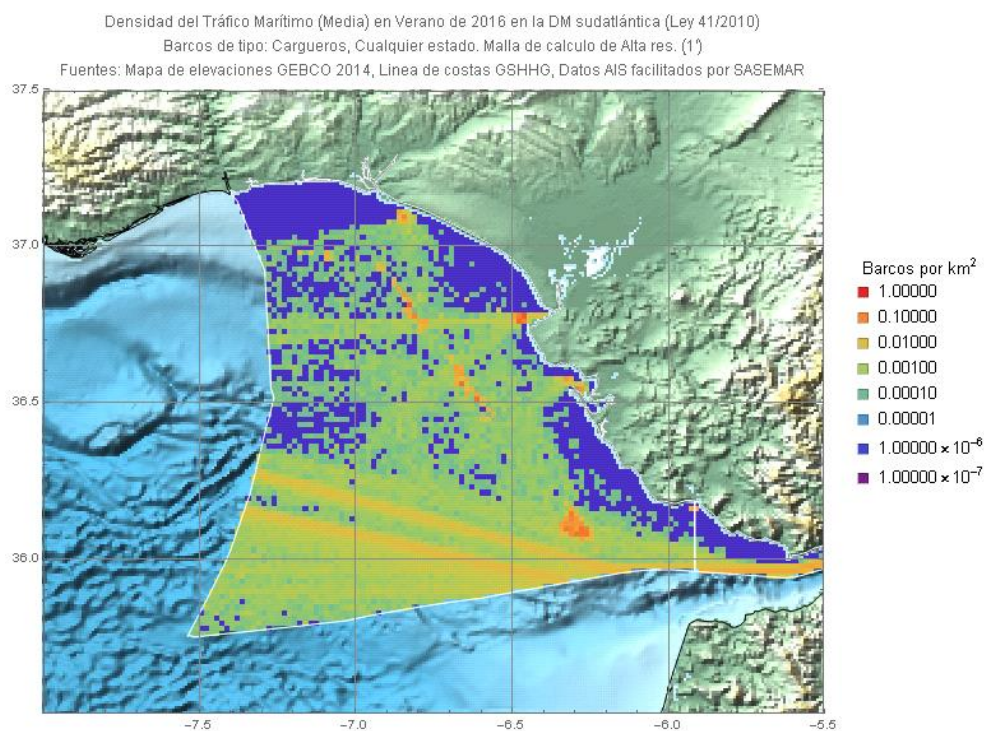 Densidad del Tráfico Marítimo (Media) en Verano de 2016 en la DM sudatlántica (Ley 41/2010)
Barcos de tipo: Cargueros, Cualquier estado. Malla de calculo de Alta res. (1')
Fuentes: Mapa de elevaciones GEBCO 2014, Linea de costas GSHHG, Datos AIS facilitados por SASEMAR
37.5
37.0
36.5
36.0
−7.5 −7.0 −6.5 −6.0 −5.5
Barcos por km²
1.00000
0.10000
0.01000
0.00100
0.00010
0.00001
1.00000 × 10⁻⁶
1.00000 × 10⁻⁷